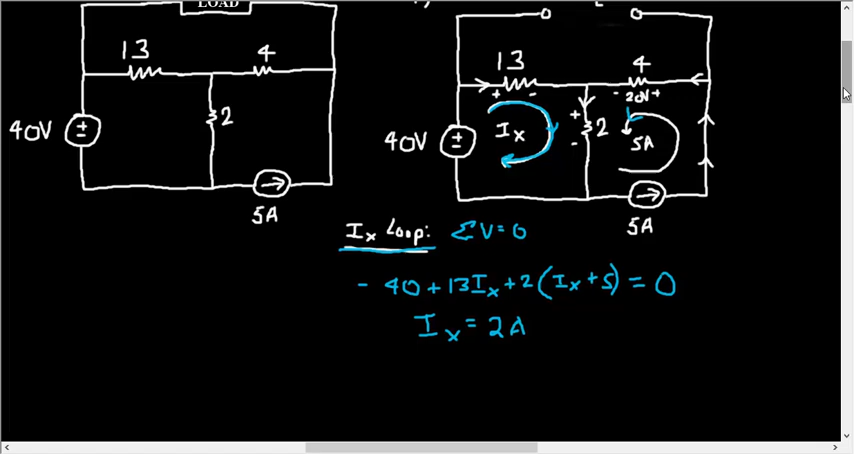 LOAD
13
4
40V
2
5A
13
4
+ -
- 20V +
40V
Ix
+
2
-
5A
5A
Ix Loop: ΣV = 0
- 40 + 13Ix + 2 (Ix + 5) = 0
Ix = 2A